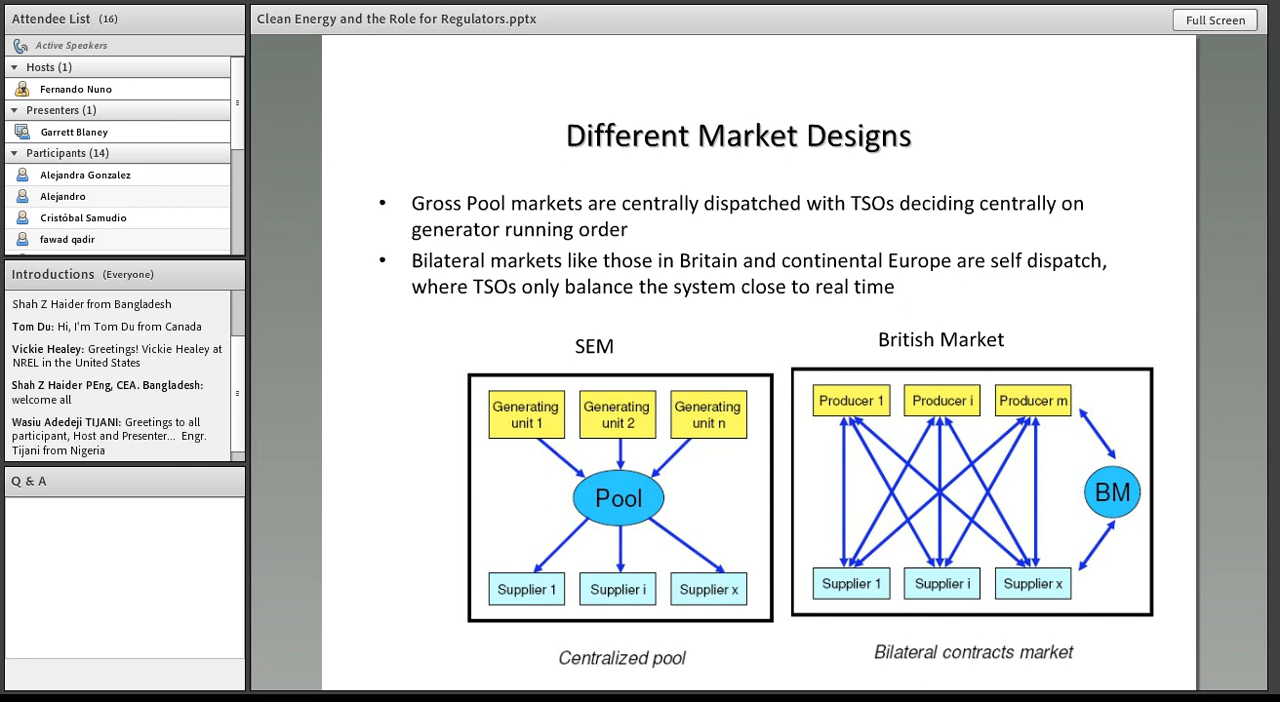 Attendee List (16)
Active Speakers
Hosts (1)
Fernando Nuno
Presenters (1)
Garrett Blaney
Participants (14)
Alejandra Gonzalez
Alejandro
Cristóbal Samudio
fawad qadir
Introductions (Everyone)
Shah Z Haider from Bangladesh
Tom Du: Hi, I'm Tom Du from Canada
Vickie Healey: Greetings! Vickie Healey at
NREL in the United States
Shah Z Haider PEng, CEA. Bangladesh:
welcome all
Wasiu Adedeji TIJANI: Greetings to all
participant, Host and Presenter... Engr.
Tijani from Nigeria
Q & A
Clean Energy and the Role for Regulators.pptx
Full Screen
Different Market Designs
• Gross Pool markets are centrally dispatched with TSOs deciding centrally on
generator running order
• Bilateral markets like those in Britain and continental Europe are self dispatch,
where TSOs only balance the system close to real time
SEM
Generating
unit 1
Generating
unit 2
Generating
unit n
Pool
Supplier 1
Supplier i
Supplier x
Centralized pool
British Market
Producer 1
Producer i
Producer m
BM
Supplier 1
Supplier i
Supplier x
Bilateral contracts market